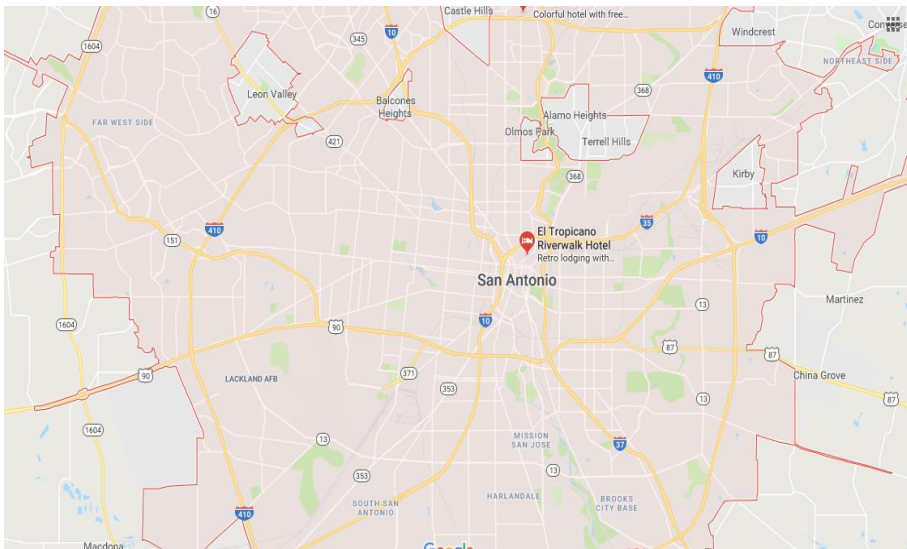 16
Castle Hills
Colorful hotel with free...
Windcrest
1604
345
10
NORTHEAST SIDE
410
Leon Valley
Balcones
Heights
368
Alamo Heights
FAR WEST SIDE
Olmos Park
421
Terrell Hills
Kirby
368
410
35
10
151
El Tropicano
Riverwalk Hotel
Retro lodging with...
San Antonio
13
Martinez
1604
10
90
87
87
90
371
China Grove
LACKLAND AFB
353
87
13
1604
13
MISSION
SAN JOSE
37
353
13
SOUTH SAN
ANTONIO
HARLANDALE
BROOKS
CITY BASE
410
Macdona
Google